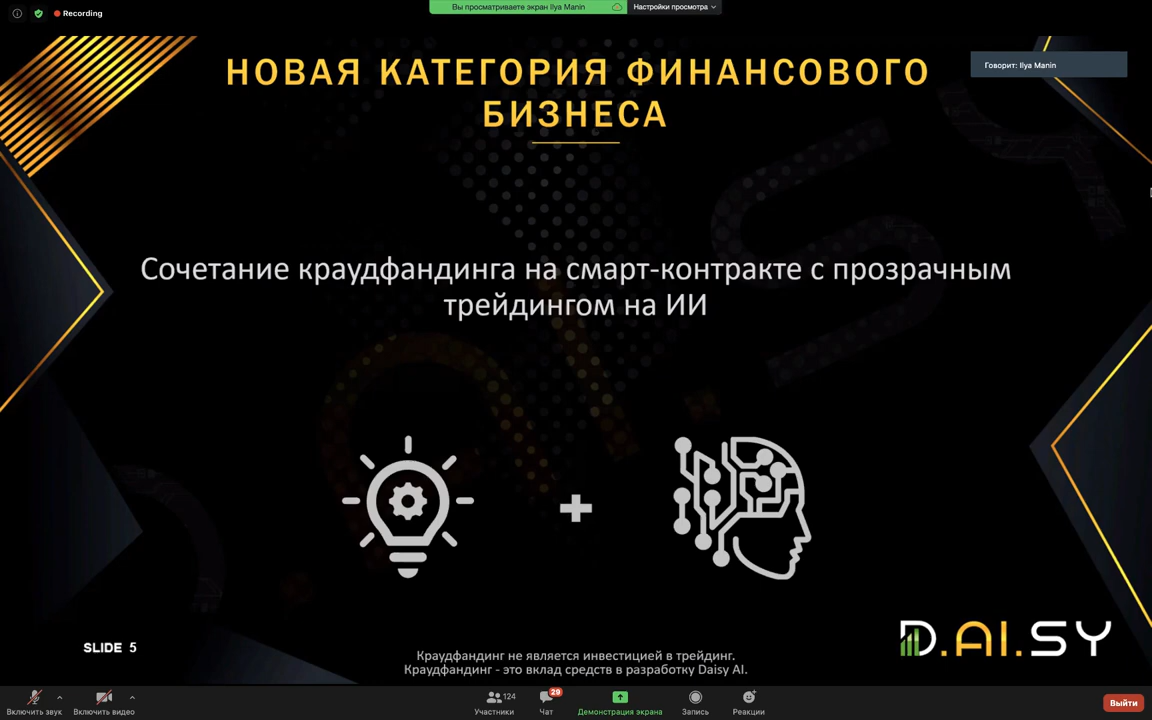 Recording
Вы просматриваете экран Ilya Manin
Настройки просмотра
Говорит: Ilya Manin
НОВАЯ КАТЕГОРИЯ ФИНАНСОВОГО
БИЗНЕСА
Сочетание краудфандинга на смарт-контракте с прозрачным
трейдингом на ИИ
SLIDE 5
D.AI.SY
Краудфандинг не является инвестицией в трейдинг.
Краудфандинг - это вклад средств в разработку Daisy AI.
Включить звук
Включить видео
124
Участники
29
Чат
Демонстрация экрана
Запись
Реакции
Выйти